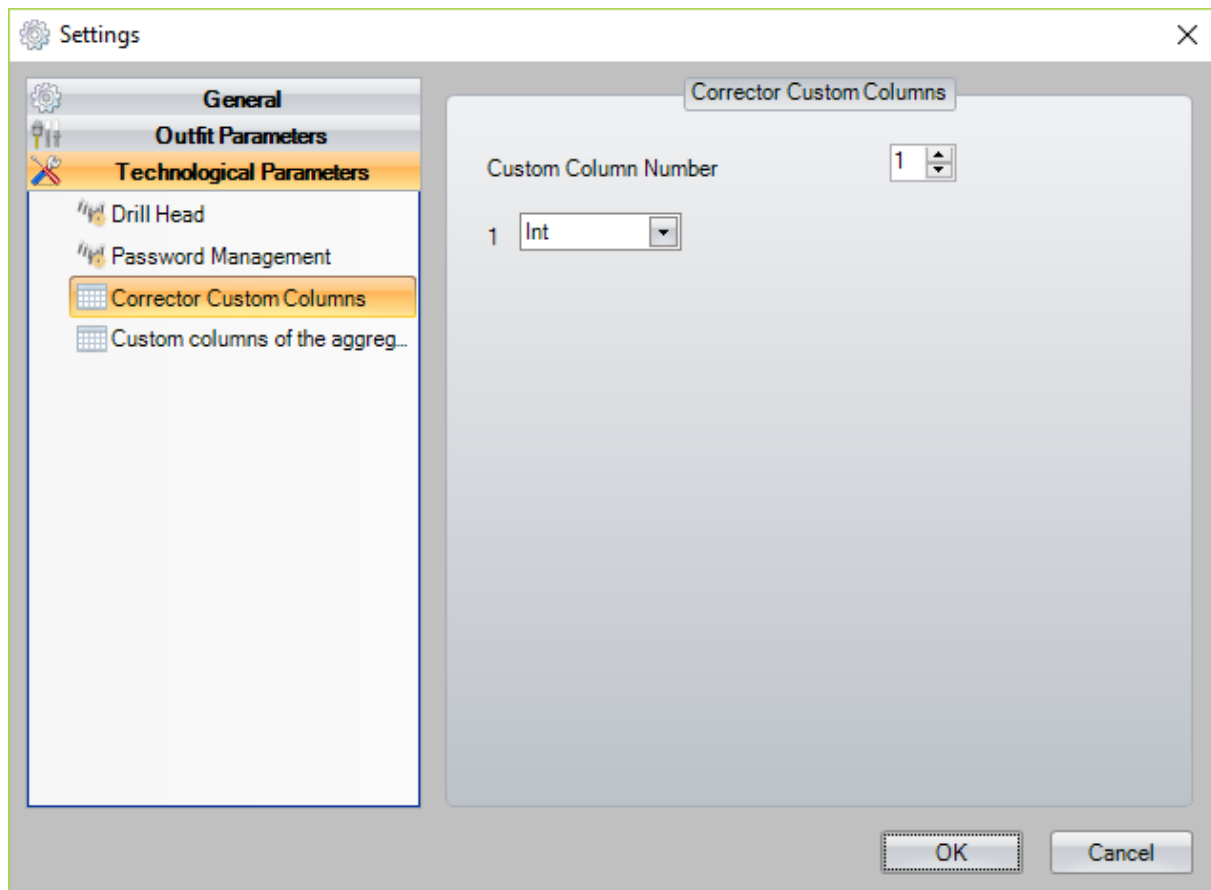 Settings
General
Outfit Parameters
Technological Parameters
Drill Head
Password Management
Corrector Custom Columns
Custom columns of the aggreg...
Corrector Custom Columns
Custom Column Number 1
1 Int
OK Cancel